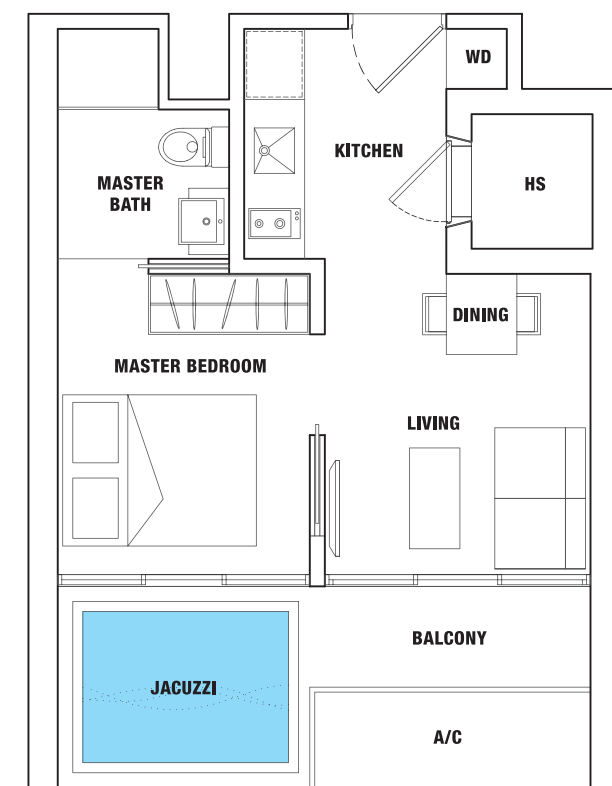 WD
KITCHEN
MASTER
BATH
HS
DINING
MASTER BEDROOM
LIVING
BALCONY
JACUZZI
A/C